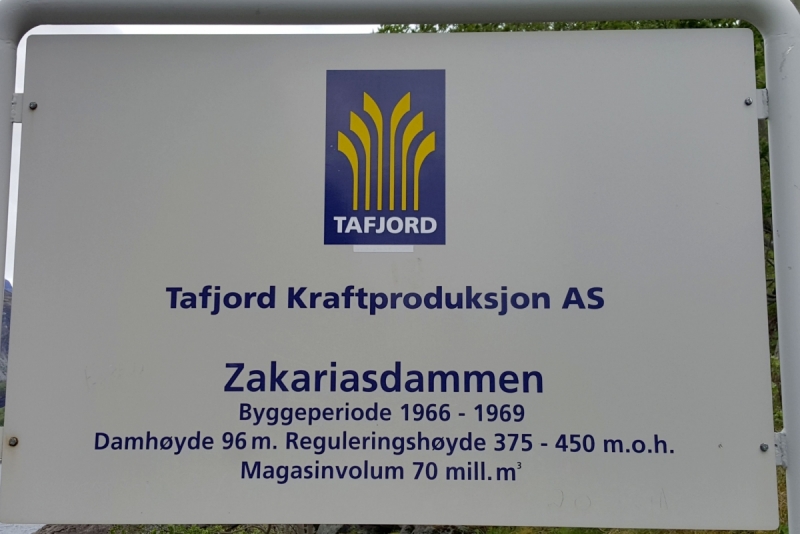 TAFJORD
Tafjord Kraftproduksjon AS
Zakariasdammen
Byggeperiode 1966 - 1969
Damhøyde 96 m. Reguleringshøyde 375 - 450 m.o.h.
Magasinvolum 70 mill. m³